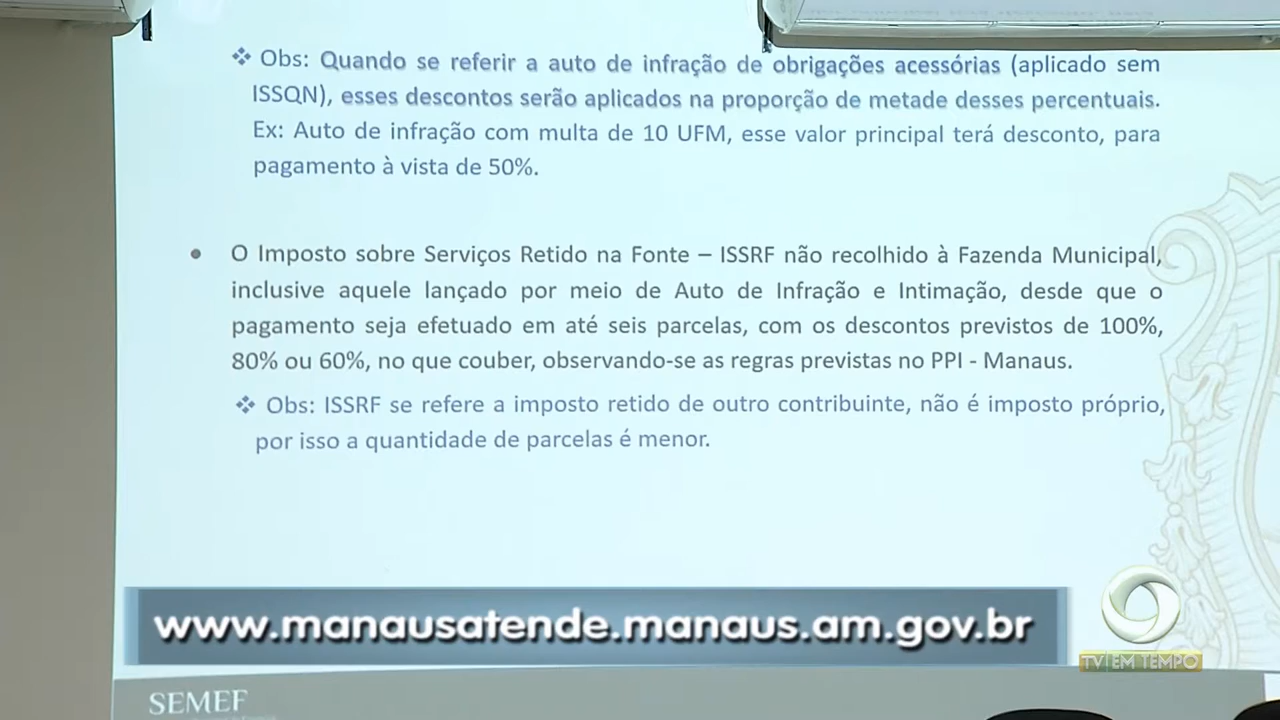 ❖ Obs: Quando se referir a auto de infração de obrigações acessórias (aplicado sem
ISSQN), esses descontos serão aplicados na proporção de metade desses percentuais.
Ex: Auto de infração com multa de 10 UFM, esse valor principal terá desconto, para
pagamento à vista de 50%.
• O Imposto sobre Serviços Retido na Fonte – ISSRF não recolhido à Fazenda Municipal,
inclusive aquele lançado por meio de Auto de Infração e Intimação, desde que o
pagamento seja efetuado em até seis parcelas, com os descontos previstos de 100%,
80% ou 60%, no que couber, observando-se as regras previstas no PPI - Manaus.
❖ Obs: ISSRF se refere a imposto retido de outro contribuinte, não é imposto próprio,
por isso a quantidade de parcelas é menor.
www.manausatende.manaus.am.gov.br
TV EM TEMPO
SEMEF